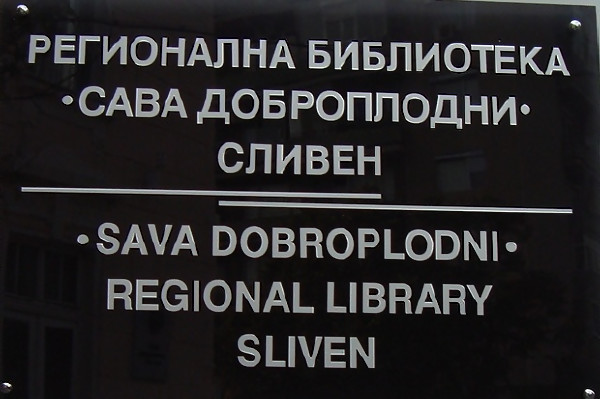 РЕГИОНАЛНА БИБЛИОТЕКА
•САВА ДОБРОПЛОДНИ•
СЛИВЕН
•SAVA DOBROPLODNI•
REGIONAL LIBRARY
SLIVEN